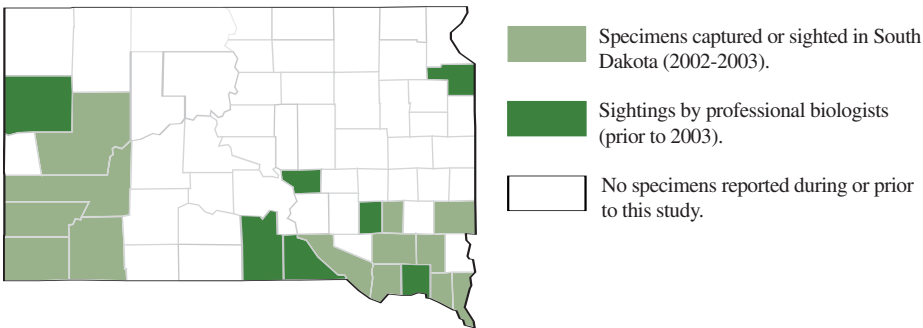 Specimens captured or sighted in South
Dakota (2002-2003).
Sightings by professional biologists
(prior to 2003).
No specimens reported during or prior
to this study.